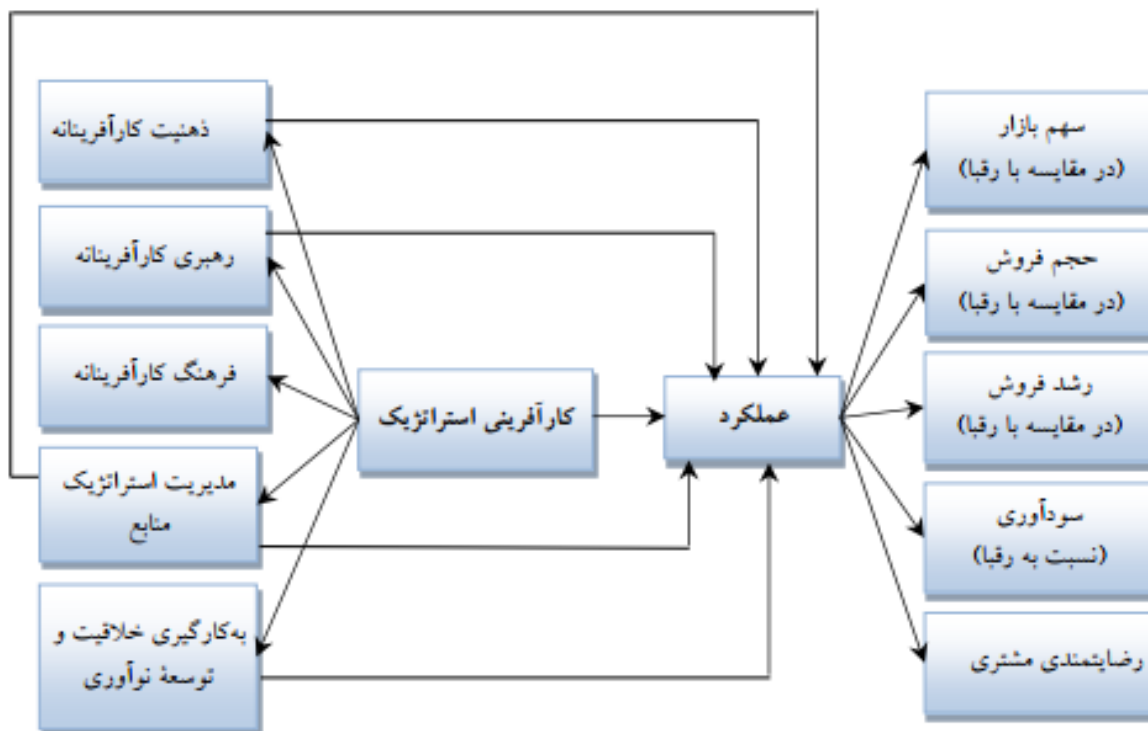 ذهنیت کارآفرینانه
رهبری کارآفرینانه
فرهنگ کارآفرینانه
مدیریت استراتژیک
منابع
به‌کارگیری خلاقیت و
توسعهٔ نوآوری
کارآفرینی استراتژیک
عملکرد
سهم بازار
(در مقایسه با رقبا)
حجم فروش
(در مقایسه با رقبا)
رشد فروش
(در مقایسه با رقبا)
سودآوری
(نسبت به رقبا)
رضایتمندی مشتری